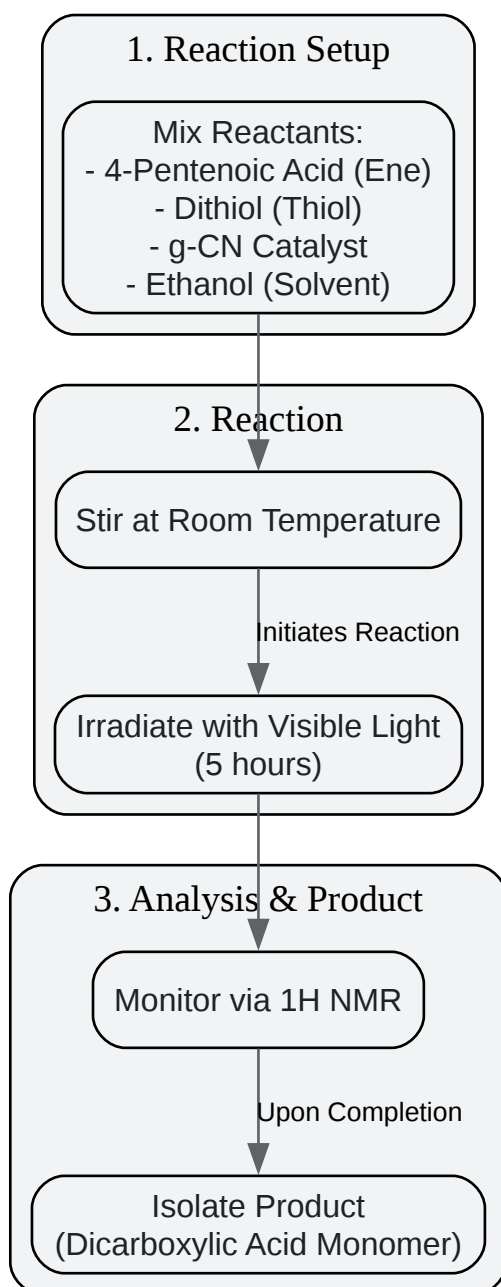 1. Reaction Setup
Mix Reactants:
- 4-Pentenoic Acid (Ene)
- Dithiol (Thiol)
- g-CN Catalyst
- Ethanol (Solvent)
2. Reaction
Stir at Room Temperature
Initiates Reaction
Irradiate with Visible Light
(5 hours)
3. Analysis & Product
Monitor via 1H NMR
Upon Completion
Isolate Product
(Dicarboxylic Acid Monomer)